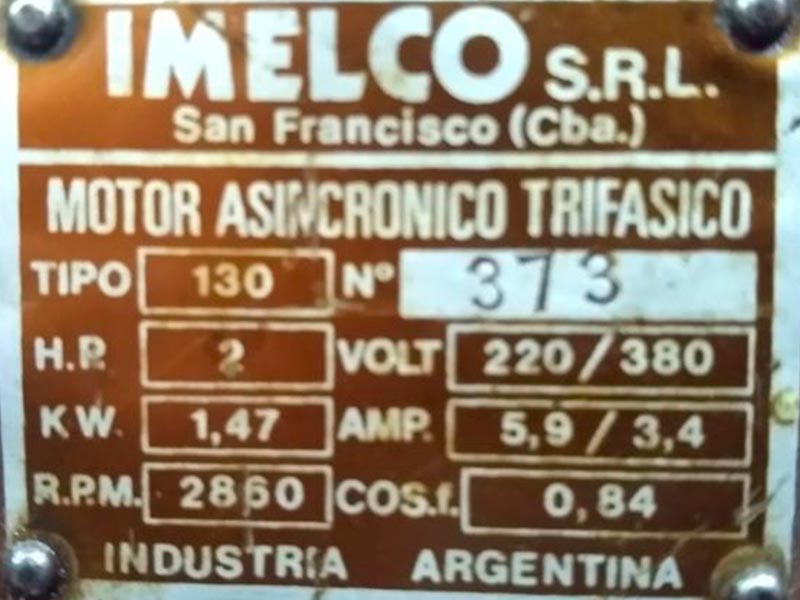 IMELCO S.R.L.
San Francisco (Cba.)
MOTOR ASINCRONICO TRIFASICO
TIPO 130 Nº 373
H.P. 2 VOLT 220/380
KW. 1,47 AMP. 5,9 / 3,4
R.P.M. 2860 COS.f. 0,84
INDUSTRIA ARGENTINA